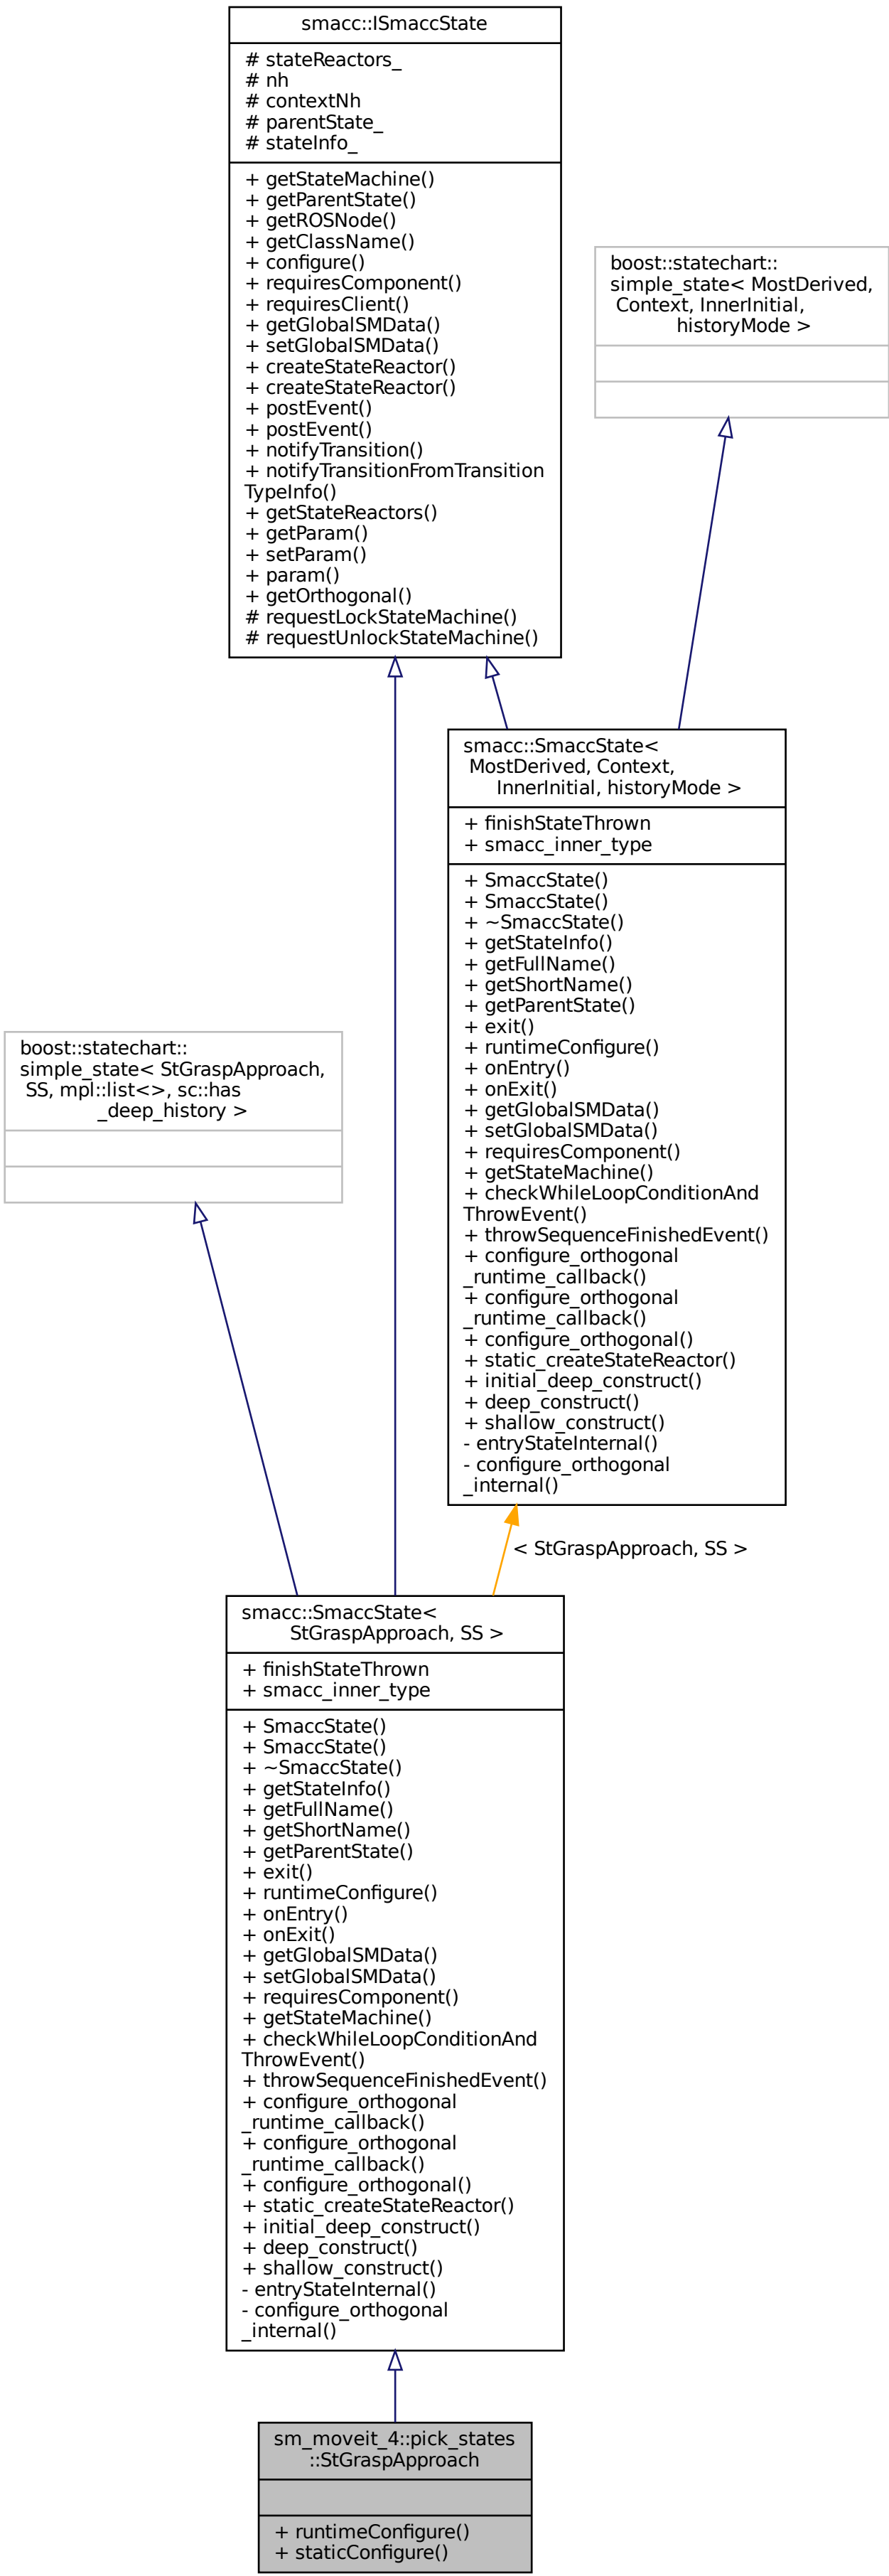 smacc::ISmaccState
# stateReactors_
# nh
# contextNh
# parentState_
# stateInfo_
+ getStateMachine()
+ getParentState()
+ getROSNode()
+ getClassName()
+ configure()
+ requiresComponent()
+ requiresClient()
+ getGlobalSMData()
+ setGlobalSMData()
+ createStateReactor()
+ createStateReactor()
+ postEvent()
+ postEvent()
+ notifyTransition()
+ notifyTransitionFromTransition
TypeInfo()
+ getStateReactors()
+ getParam()
+ setParam()
+ param()
+ getOrthogonal()
# requestLockStateMachine()
# requestUnlockStateMachine()
boost::statechart::
simple_state< MostDerived,
Context, InnerInitial,
historyMode >
smacc::SmaccState<
MostDerived, Context,
InnerInitial, historyMode >
+ finishStateThrown
+ smacc_inner_type
+ SmaccState()
+ SmaccState()
+ ~SmaccState()
+ getStateInfo()
+ getFullName()
+ getShortName()
+ getParentState()
+ exit()
+ runtimeConfigure()
+ onEntry()
+ onExit()
+ getGlobalSMData()
+ setGlobalSMData()
+ requiresComponent()
+ getStateMachine()
+ checkWhileLoopConditionAnd
ThrowEvent()
+ throwSequenceFinishedEvent()
+ configure_orthogonal
_runtime_callback()
+ configure_orthogonal
_runtime_callback()
+ configure_orthogonal()
+ static_createStateReactor()
+ initial_deep_construct()
+ deep_construct()
+ shallow_construct()
- entryStateInternal()
- configure_orthogonal
_internal()
boost::statechart::
simple_state< StGraspApproach,
SS, mpl::list<>, sc::has
_deep_history >
< StGraspApproach, SS >
smacc::SmaccState<
StGraspApproach, SS >
+ finishStateThrown
+ smacc_inner_type
+ SmaccState()
+ SmaccState()
+ ~SmaccState()
+ getStateInfo()
+ getFullName()
+ getShortName()
+ getParentState()
+ exit()
+ runtimeConfigure()
+ onEntry()
+ onExit()
+ getGlobalSMData()
+ setGlobalSMData()
+ requiresComponent()
+ getStateMachine()
+ checkWhileLoopConditionAnd
ThrowEvent()
+ throwSequenceFinishedEvent()
+ configure_orthogonal
_runtime_callback()
+ configure_orthogonal
_runtime_callback()
+ configure_orthogonal()
+ static_createStateReactor()
+ initial_deep_construct()
+ deep_construct()
+ shallow_construct()
- entryStateInternal()
- configure_orthogonal
_internal()
sm_moveit_4::pick_states
::StGraspApproach
+ runtimeConfigure()
+ staticConfigure()